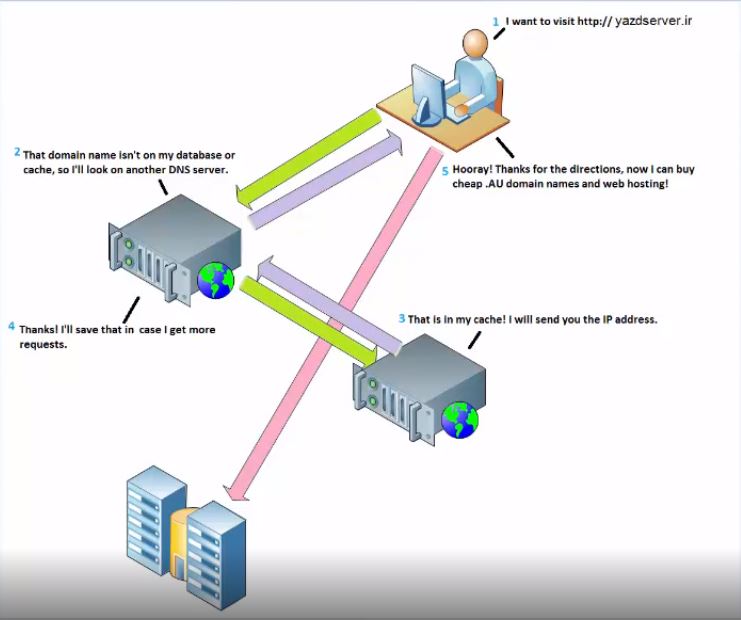 1 I want to visit http:// yazdserver.ir
2 That domain name isn't on my database or
cache, so I'll look on another DNS server.
5 Hooray! Thanks for the directions, now I can buy
cheap .AU domain names and web hosting!
3 That is in my cache! I will send you the IP address.
4 Thanks! I'll save that in case I get more
requests.